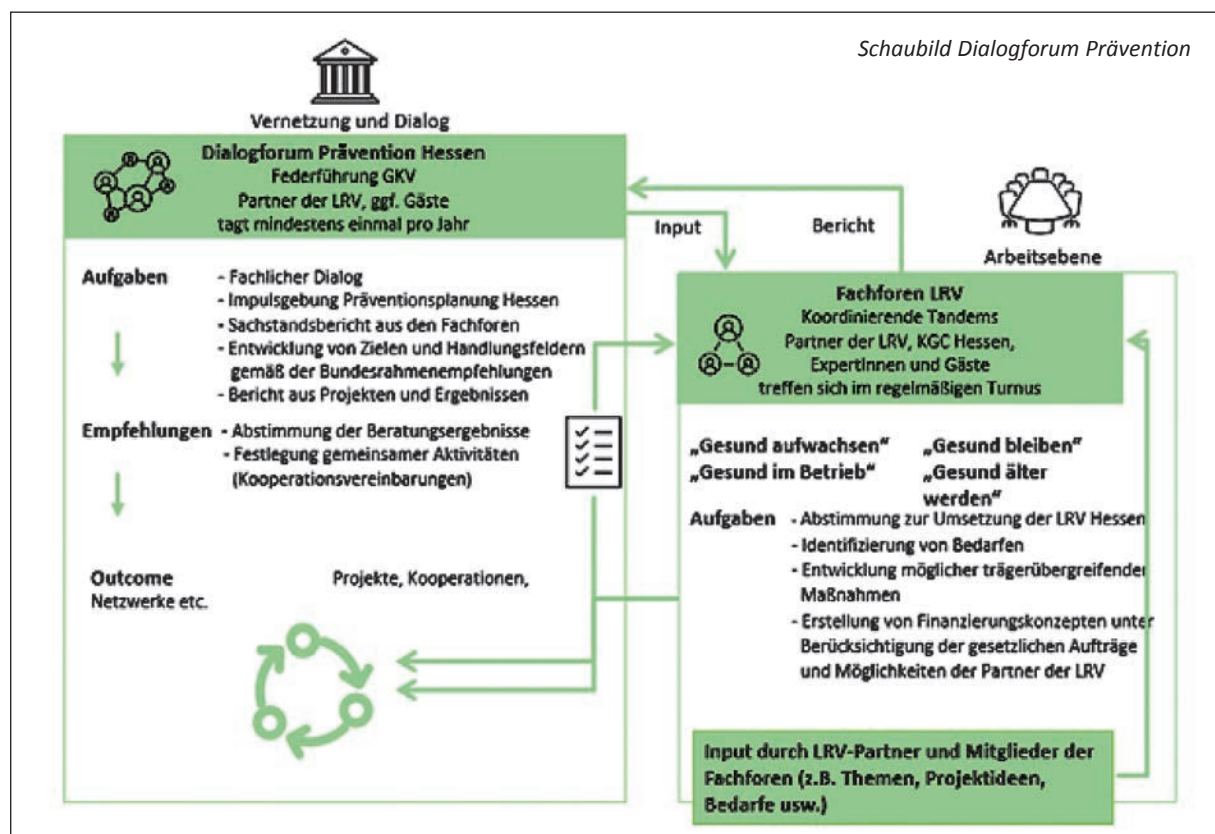 Schaubild Dialogforum Prävention
Vernetzung und Dialog
Dialogforum Prävention Hessen
Federführung GKV
Partner der LRV, ggf. Gäste
tagt mindestens einmal pro Jahr
Aufgaben
- Fachlicher Dialog
- Impulsgebung Präventionsplanung Hessen
- Sachstandsbericht aus den Fachforen
- Entwicklung von Zielen und Handlungsfeldern
gemäß der Bundesrahmenempfehlungen
- Bericht aus Projekten und Ergebnissen
Empfehlungen - Abstimmung der Beratungsergebnisse
- Festlegung gemeinsamer Aktivitäten
(Kooperationsvereinbarungen)
Outcome
Projekte, Kooperationen,
Netzwerke etc.
Input
Bericht
Arbeitsebene
Fachforen LRV
Koordinierende Tandems
Partner der LRV, KGC Hessen,
ExpertInnen und Gäste
treffen sich im regelmäßigen Turnus
„Gesund aufwachsen“ „Gesund bleiben“
„Gesund im Betrieb“ „Gesund älter
werden“
Aufgaben - Abstimmung zur Umsetzung der LRV Hessen
- Identifizierung von Bedarfen
- Entwicklung möglicher trägerübergreifender
Maßnahmen
- Erstellung von Finanzierungskonzepten unter
Berücksichtigung der gesetzlichen Aufträge
und Möglichkeiten der Partner der LRV
Input durch LRV-Partner und Mitglieder der
Fachforen (z.B. Themen, Projektideen,
Bedarfe usw.)